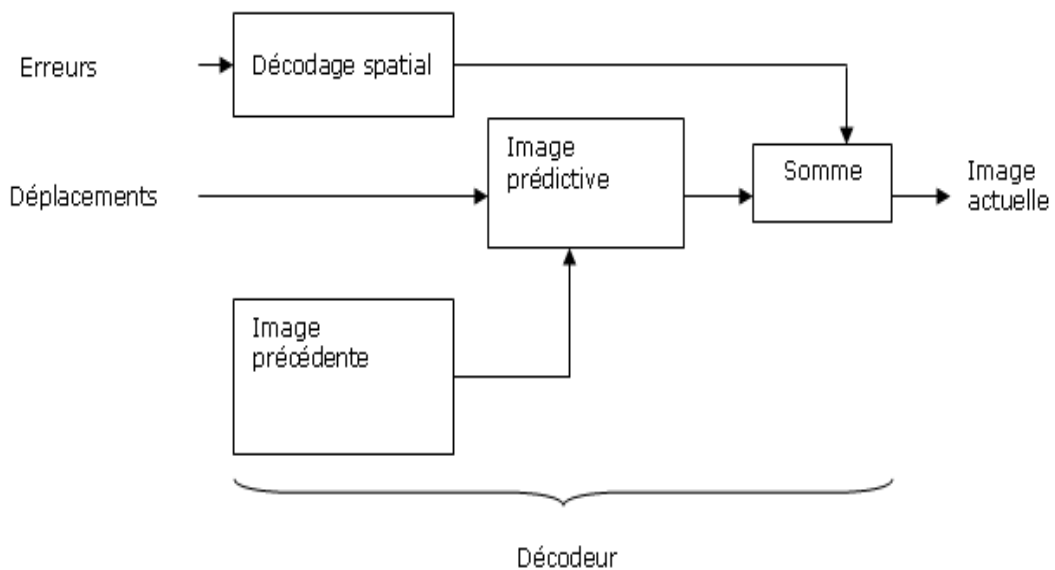 Erreurs
Décodage spatial
Déplacements
Image
prédictive
Somme
Image
actuelle
Image
précédente
Décodeur